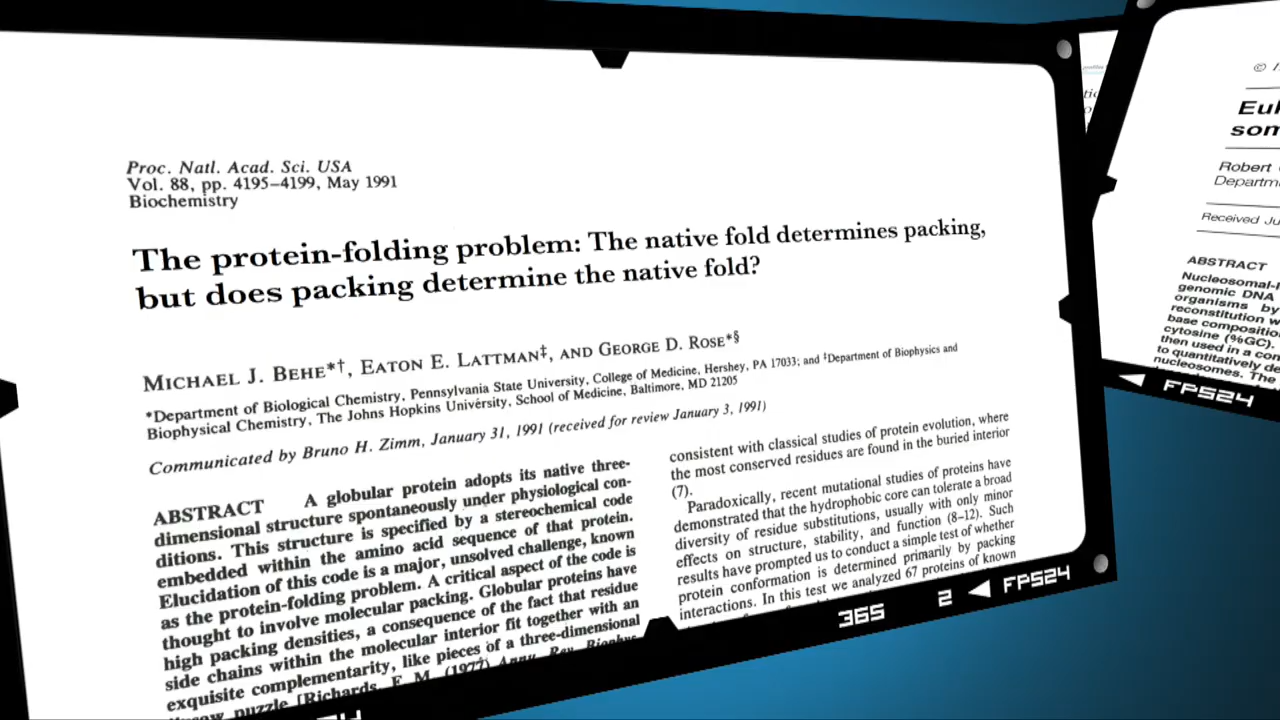 Proc. Natl. Acad. Sci. USA
Vol. 88, pp. 4195–4199, May 1991
Biochemistry
The protein-folding problem: The native fold determines packing,
but does packing determine the native fold?
MICHAEL J. BEHE*†, EATON E. LATTMAN‡, AND GEORGE D. ROSE*§
*Department of Biological Chemistry, Pennsylvania State University, College of Medicine, Hershey, PA 17033; and ‡Department of Biophysics and
Biophysical Chemistry, The Johns Hopkins University, School of Medicine, Baltimore, MD 21205
Communicated by Bruno H. Zimm, January 31, 1991 (received for review January 3, 1991)
ABSTRACT A globular protein adopts its native three-
dimensional structure spontaneously under physiological con-
ditions. This structure is specified by a stereochemical code
embedded within the amino acid sequence of that protein.
Elucidation of this code is a major, unsolved challenge, known
as the protein-folding problem. A critical aspect of the code is
thought to involve molecular packing. Globular proteins have
high packing densities, a consequence of the fact that residue
side chains within the molecular interior fit together with an
exquisite complementarity, like pieces of a three-dimensional
puzzle [Richards, F. M. (1977) Annu. Rev. Biophys.
consistent with classical studies of protein evolution, where
the most conserved residues are found in the buried interior
(7).
Paradoxically, recent mutational studies of proteins have
demonstrated that the hydrophobic core can tolerate a broad
diversity of residue substitutions, usually with only minor
effects on structure, stability, and function (8–12). Such
results have prompted us to conduct a simple test of whether
protein conformation is determined primarily by packing
interactions. In this test we analyzed 67 proteins of known
365 2 ◀ FPS24
©
Robert
Departm
Received Ju
ABSTRACT
Nucleosomal-
genomic DNA
organisms by
reconstitution w
base composition
cytosine (%GC).
then used in a con
to quantitatively de
nucleosomes. The
◀ FPS24